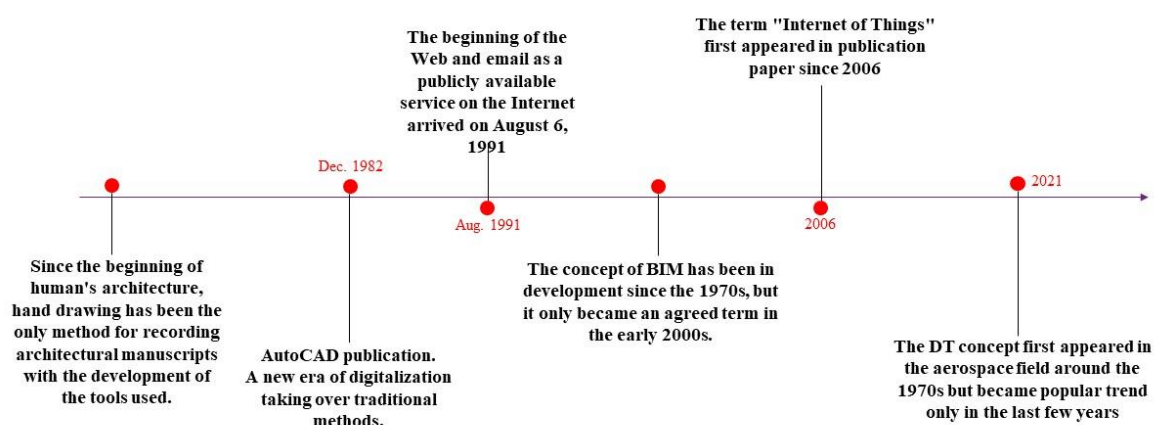 Since the beginning of
human's architecture,
hand drawing has been the
only method for recording
architectural manuscripts
with the development of
the tools used.
Dec. 1982
AutoCAD publication.
A new era of digitalization
taking over traditional
methods.
The beginning of the
Web and email as a
publicly available
service on the Internet
arrived on August 6,
1991
Aug. 1991
The concept of BIM has been in
development since the 1970s, but
it only became an agreed term in
the early 2000s.
The term "Internet of Things"
first appeared in publication
paper since 2006
2006
2021
The DT concept first appeared in
the aerospace field around the
1970s but became popular trend
only in the last few years